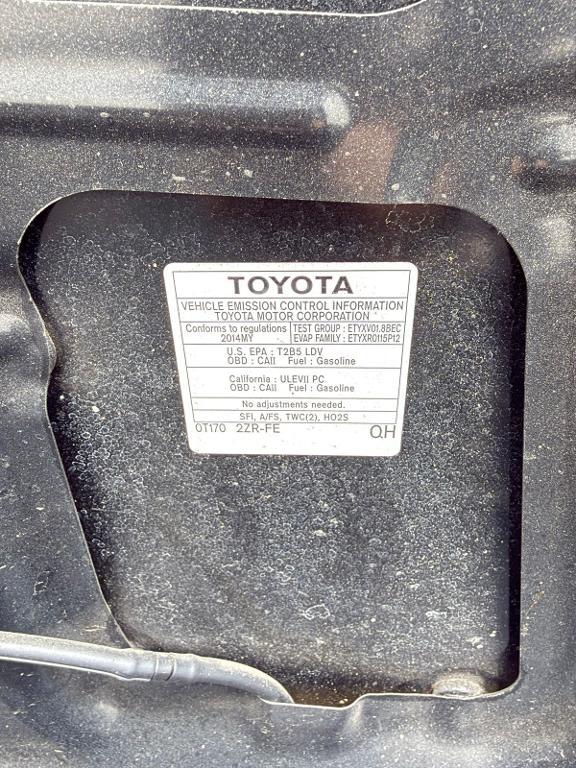 TOYOTA
VEHICLE EMISSION CONTROL INFORMATION
TOYOTA MOTOR CORPORATION
Conforms to regulations 2014MY
TEST GROUP : ETYXV01.8BEC
EVAP FAMILY : ETYXR0115P12
U.S. EPA : T2B5 LDV
OBD : CAII Fuel : Gasoline
California : ULEVII PC
OBD : CAII Fuel : Gasoline
No adjustments needed.
SFI, A/FS, TWC(2), HO2S
0T170 2ZR-FE QH